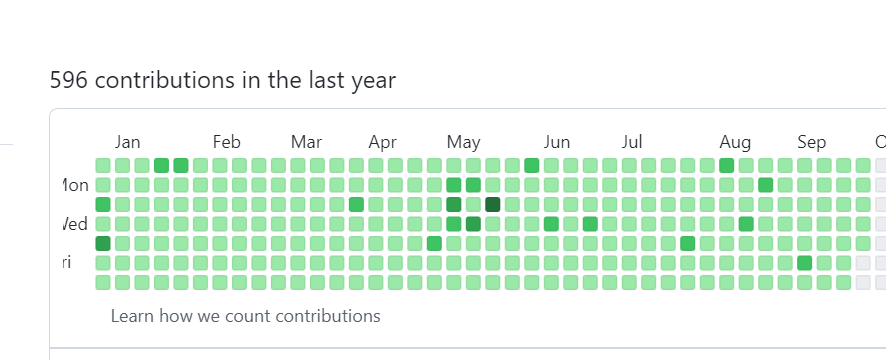 596 contributions in the last year
Jan Feb Mar Apr May Jun Jul Aug Sep
Learn how we count contributions